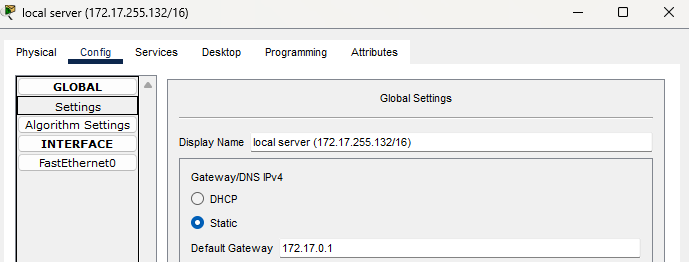 local server (172.17.255.132/16)
Physical Config Services Desktop Programming Attributes
GLOBAL
Settings
Algorithm Settings
INTERFACE
FastEthernet0
Global Settings
Display Name local server (172.17.255.132/16)
Gateway/DNS IPv4
DHCP
Static
Default Gateway 172.17.0.1